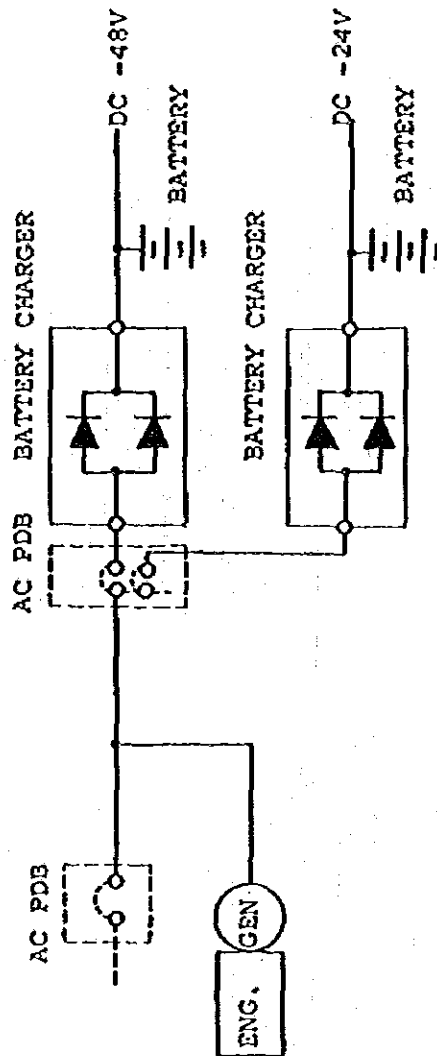 AC PDB
ENG.
GEN
AC PDB
BATTERY CHARGER
BATTERY
DC -48V
BATTERY CHARGER
BATTERY
DC -24V